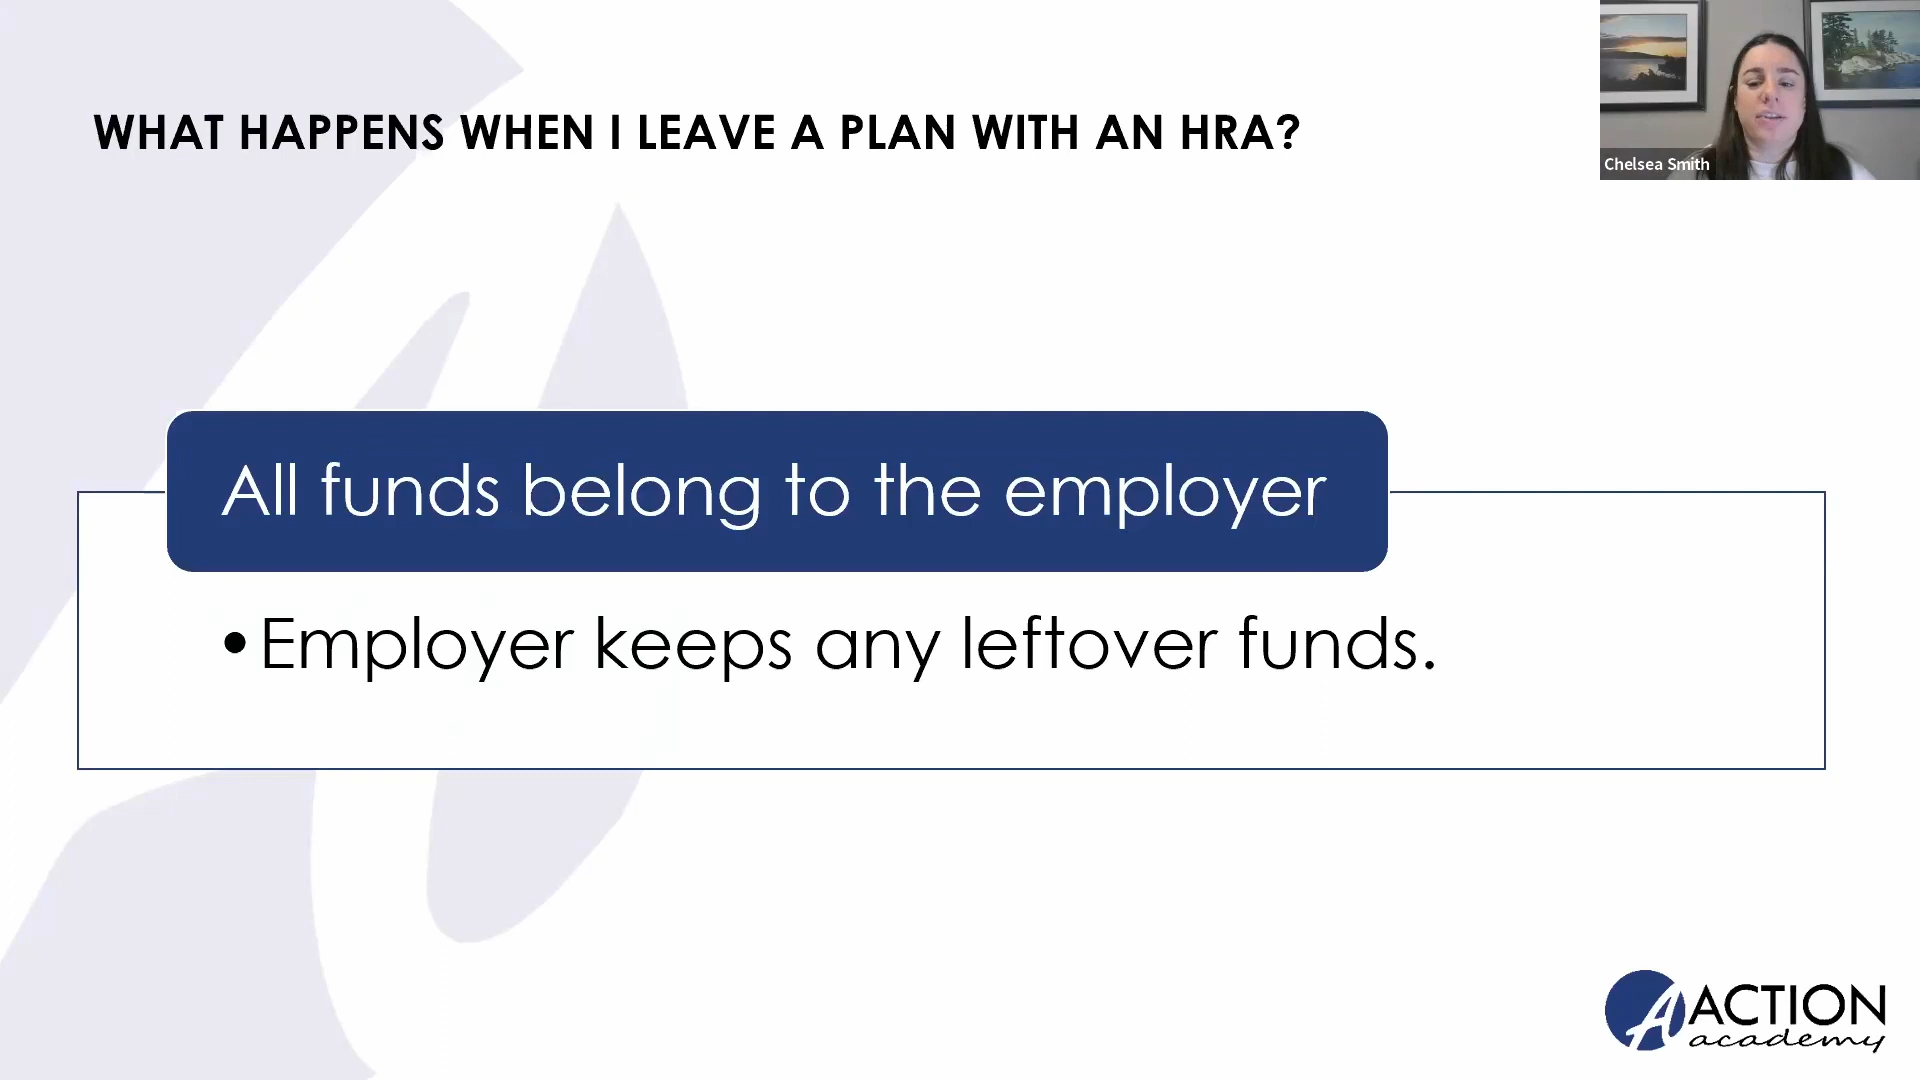 WHAT HAPPENS WHEN I LEAVE A PLAN WITH AN HRA?
Chelsea Smith
All funds belong to the employer
•Employer keeps any leftover funds.
A ACTION
academy